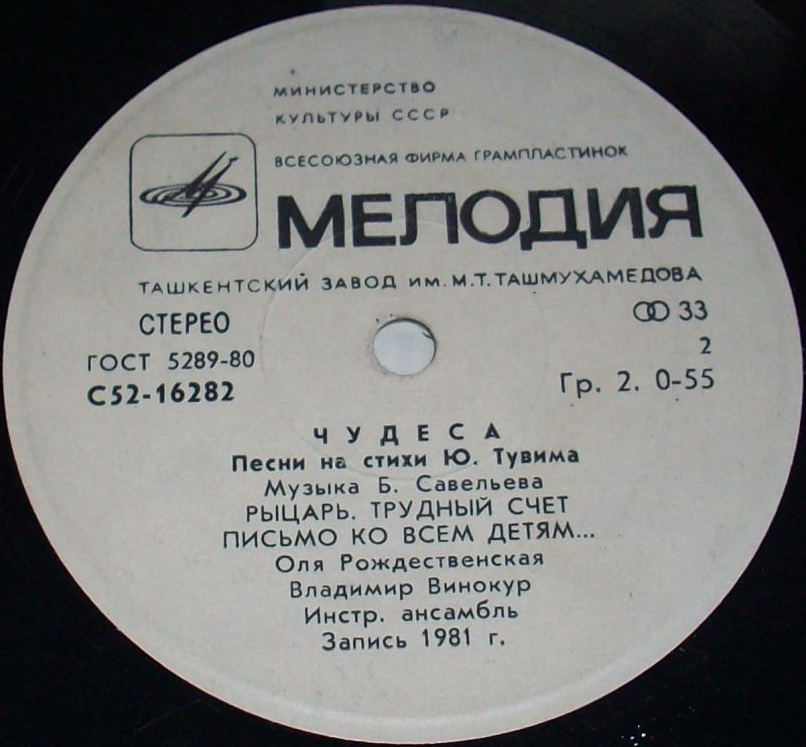 МИНИСТЕРСТВО
КУЛЬТУРЫ СССР
ВСЕСОЮЗНАЯ ФИРМА ГРАМПЛАСТИНОК
МЕЛОДИЯ
ТАШКЕНТСКИЙ ЗАВОД ИМ. М.Т. ТАШМУХАМЕДОВА
СТЕРЕО
33
ГОСТ 5289-80
2
С52-16282
Гр. 2. 0-55
ЧУДЕСА
Песни на стихи Ю. Тувима
Музыка Б. Савельева
РЫЦАРЬ. ТРУДНЫЙ СЧЕТ
ПИСЬМО КО ВСЕМ ДЕТЯМ...
Оля Рождественская
Владимир Винокур
Инстр. ансамбль
Запись 1981 г.